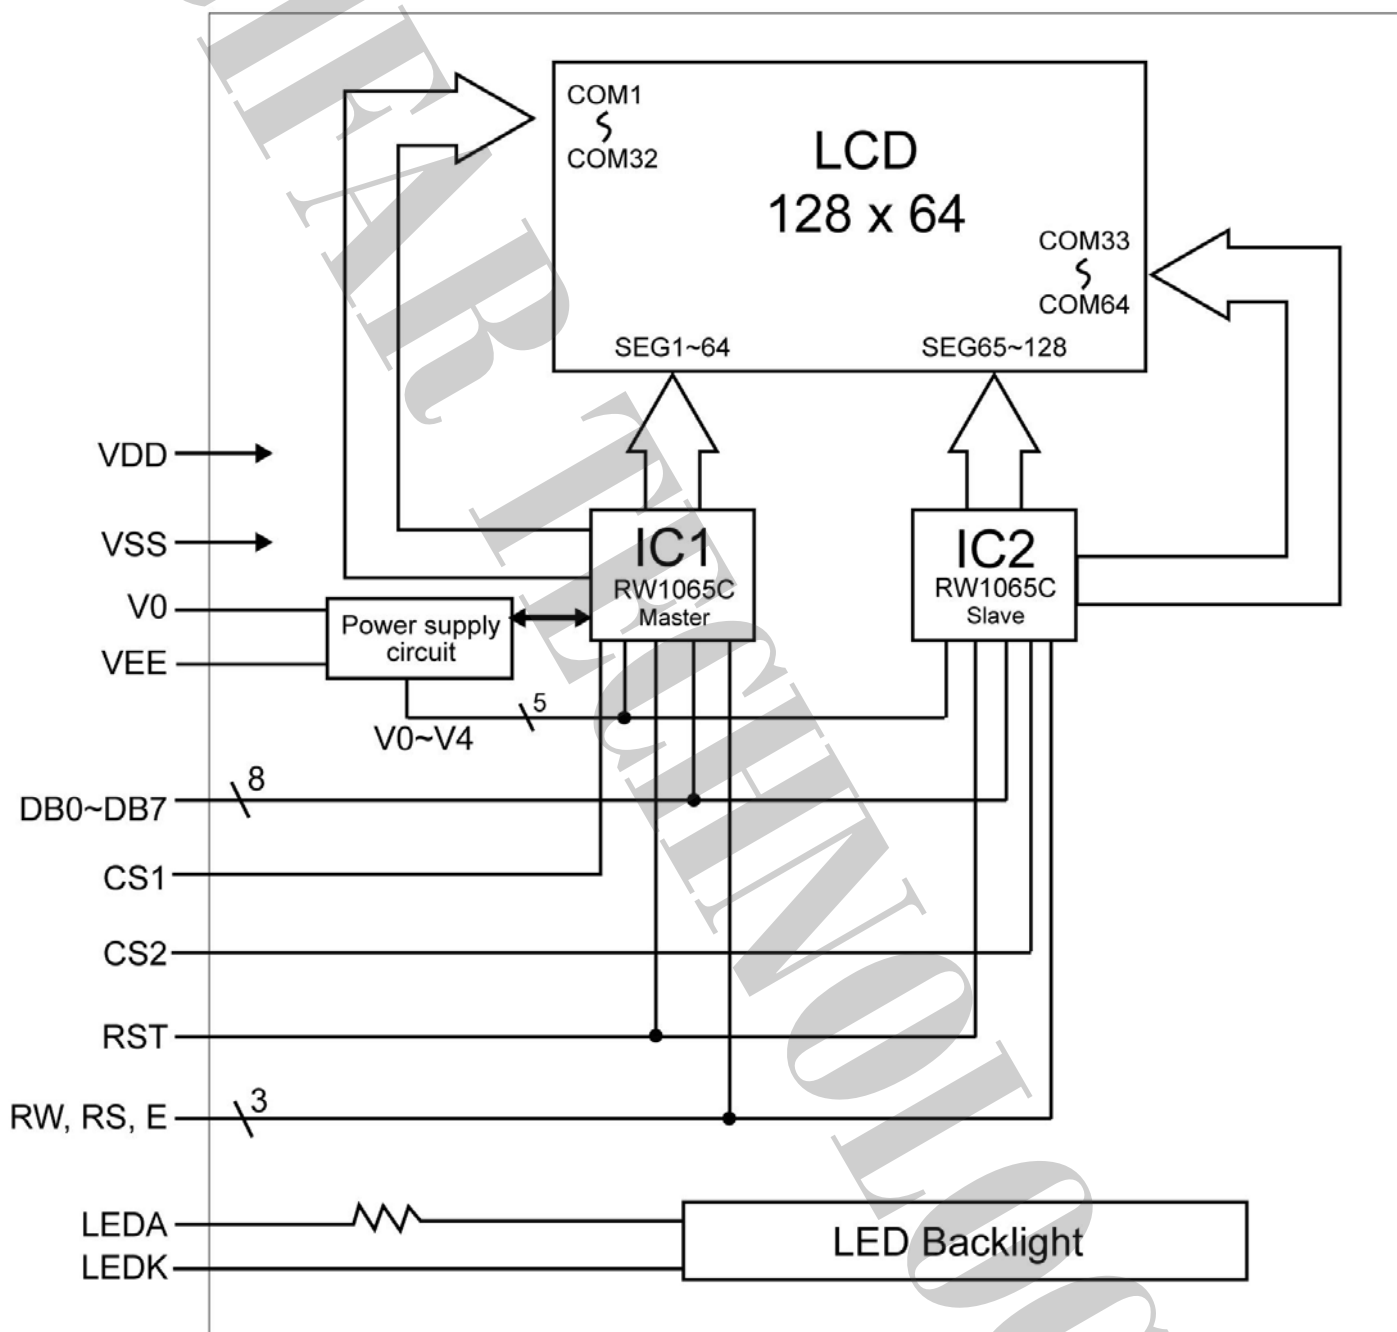 COM1
COM32
LCD
128 x 64
COM33
COM64
SEG1~64
SEG65~128
VDD
VSS
V0
VEE
IC1
RW1065C
Master
IC2
RW1065C
Slave
Power supply
circuit
5
V0~V4
8
DB0~DB7
CS1
CS2
RST
3
RW, RS, E
LEDA
LEDK
LED Backlight